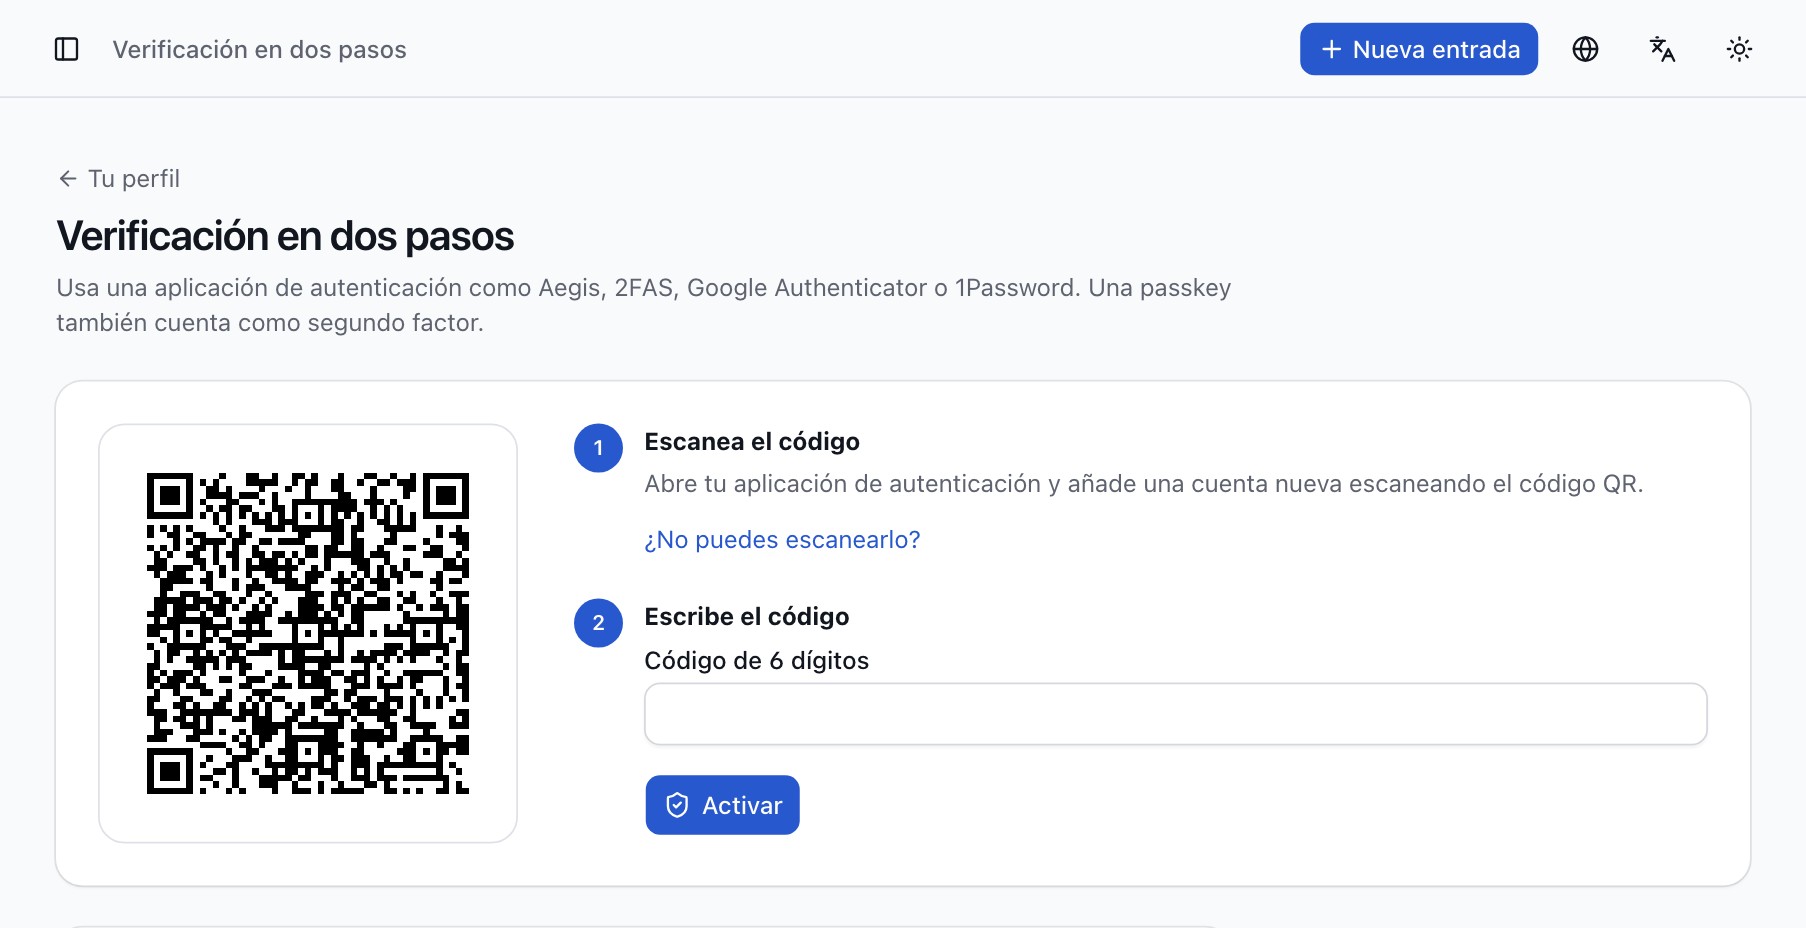 Verificación en dos pasos
Nueva entrada
Tu perfil
Verificación en dos pasos
Usa una aplicación de autenticación como Aegis, 2FAS, Google Authenticator o 1Password. Una passkey
también cuenta como segundo factor.
1
Escanea el código
Abre tu aplicación de autenticación y añade una cuenta nueva escaneando el código QR.
¿No puedes escanearlo?
2
Escribe el código
Código de 6 dígitos
Activar